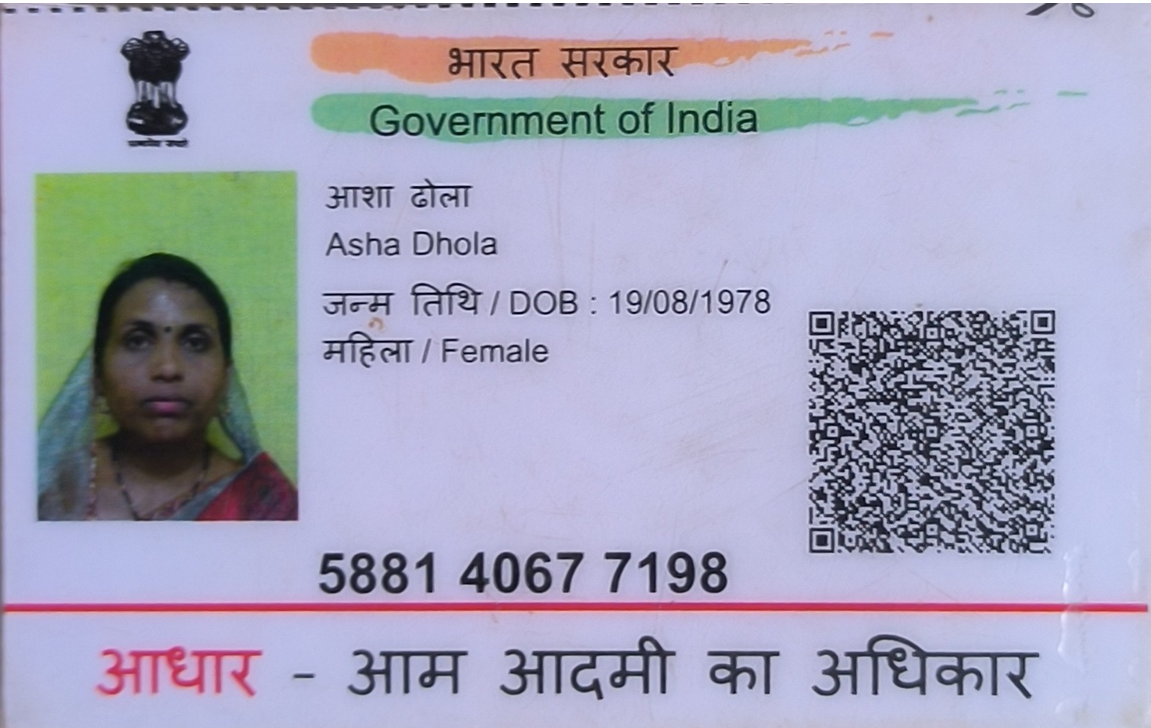 भारत सरकार
Government of India
आशा ढोला
Asha Dhola
जन्म तिथि / DOB : 19/08/1978
महिला / Female
5881 4067 7198
आधार - आम आदमी का अधिकार